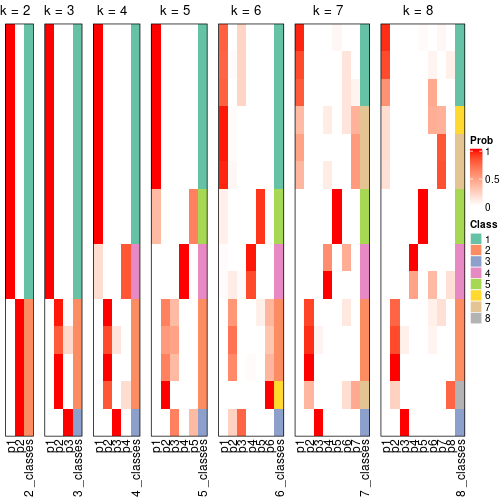 k = 2
k = 3
k = 4
k = 5
k = 6
k = 7
k = 8
Prob
1
0.5
0
Class
1
2
3
4
5
6
7
8
p1
p2
2_classes
p1
p2
p3
3_classes
p1
p2
p3
p4
4_classes
p1
p2
p3
p4
p5
5_classes
p1
p2
p3
p4
p5
p6
6_classes
p1
p2
p3
p4
p5
p6
p7
7_classes
p1
p2
p3
p4
p5
p6
p7
p8
8_classes